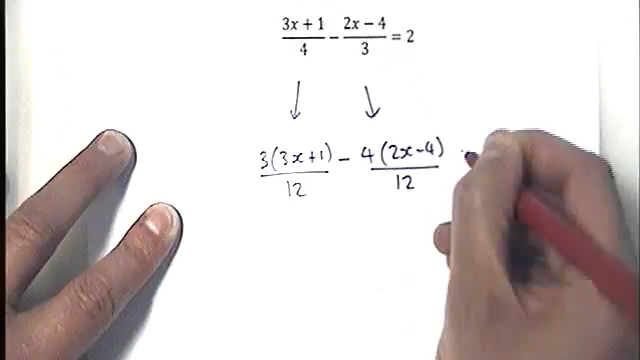 (3x + 1)/4 − (2x − 4)/3 = 2
3(3x+1)/12 − 4(2x−4)/12